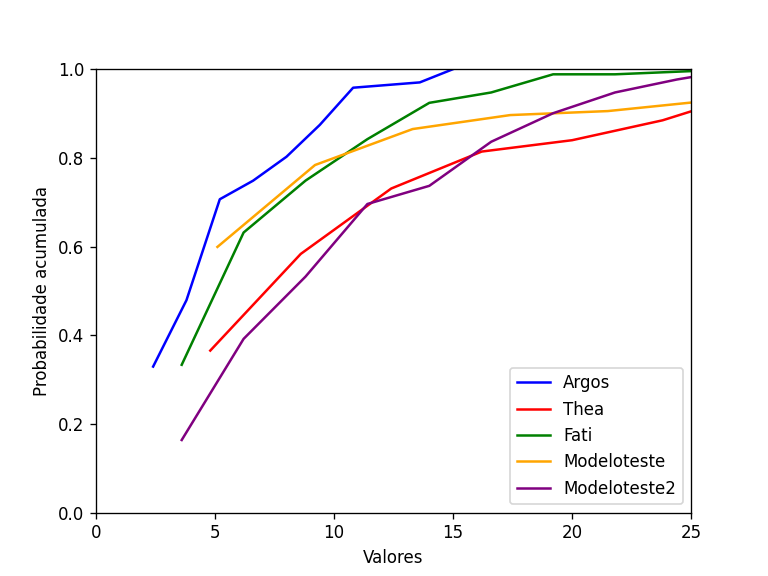 1.0
0.8
0.6
0.4
0.2
0.0
Probabilidade acumulada
0 5 10 15 20 25
Valores
Argos
Thea
Fati
Modeloteste
Modeloteste2